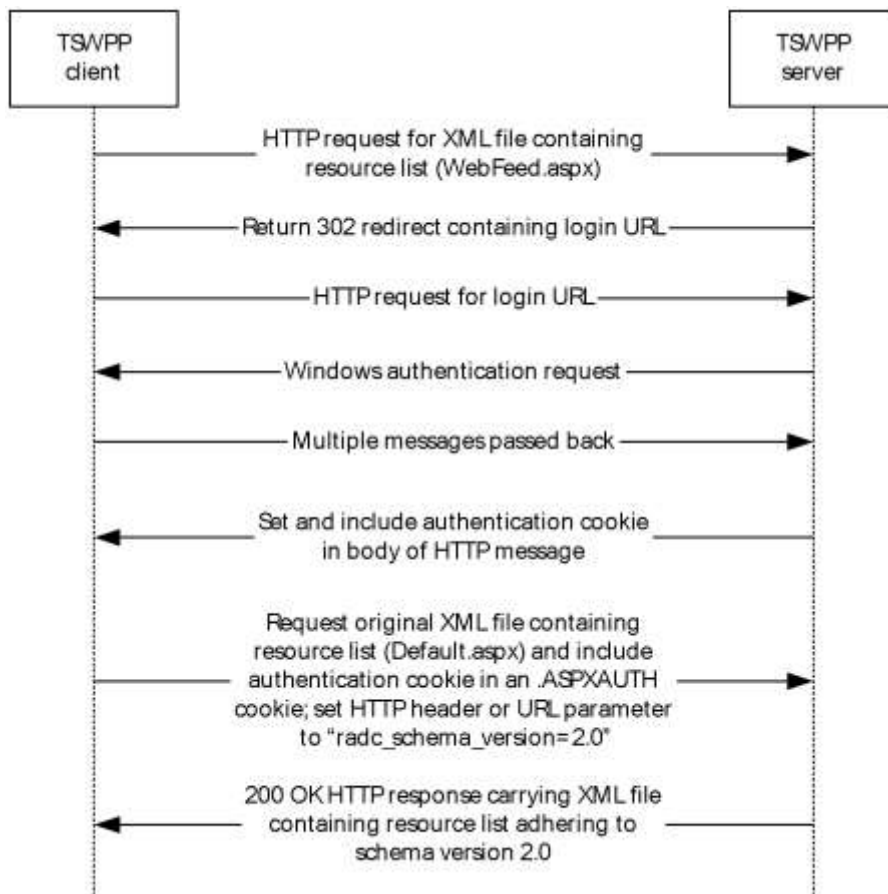 TSWPP
client
TSWPP
server
HTTP request for XML file containing
resource list (WebFeed.aspx)
Return 302 redirect containing login URL
HTTP request for login URL
Windows authentication request
Multiple messages passed back
Set and include authentication cookie
in body of HTTP message
Request original XML file containing
resource list (Default.aspx) and include
authentication cookie in an .ASPXAUTH
cookie; set HTTP header or URL parameter
to “radc_schema_version=2.0”
200 OK HTTP response carrying XML file
containing resource list adhering to
schema version 2.0